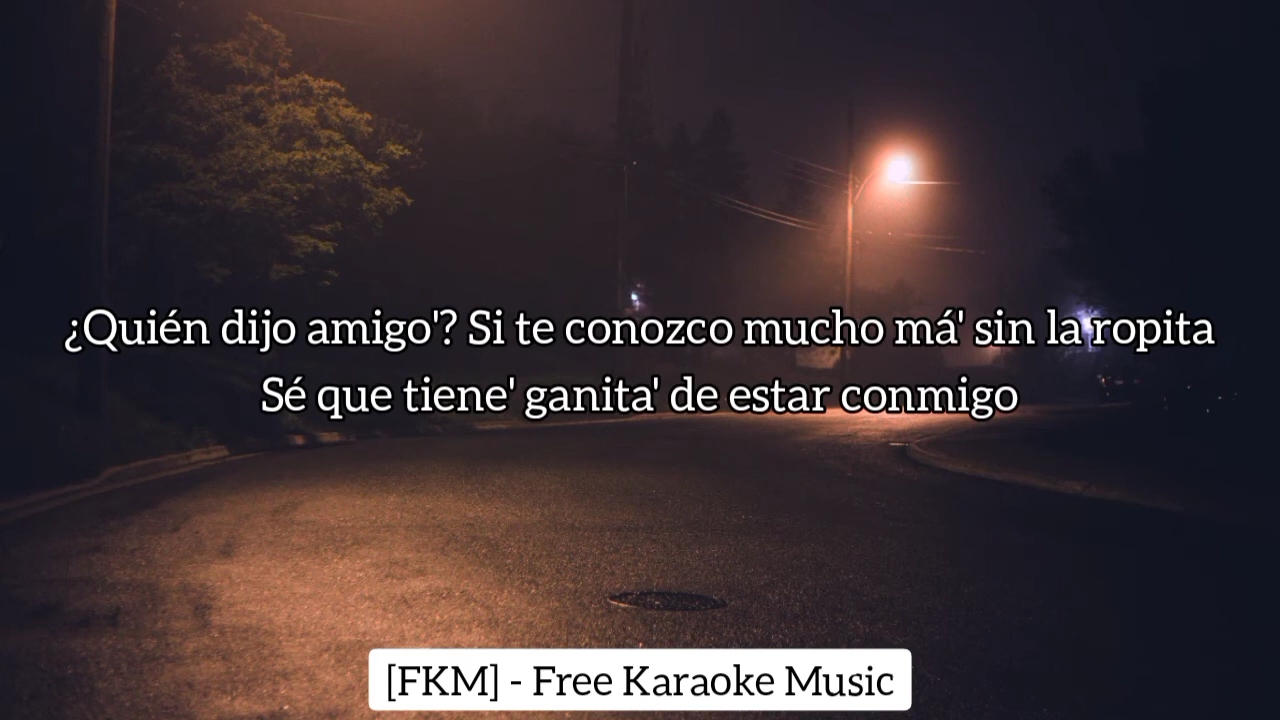 ¿Quién dijo amigo'? Si te conozco mucho má' sin la ropita
Sé que tiene' ganita' de estar conmigo
[FKM] - Free Karaoke Music